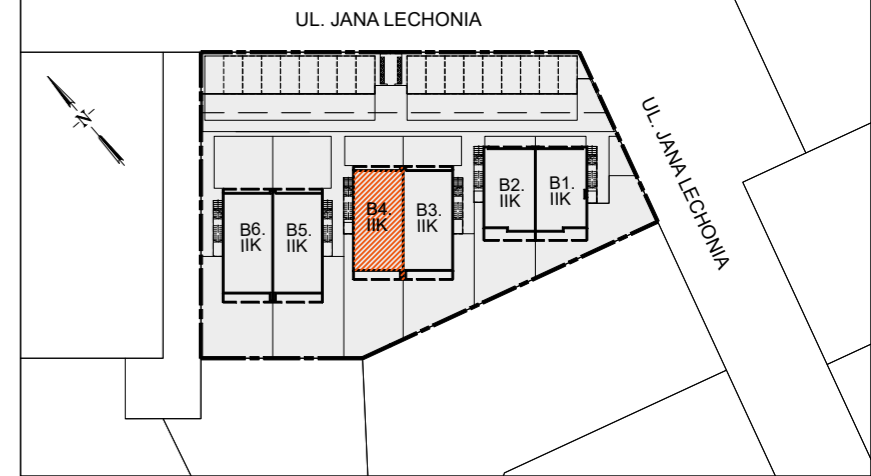 UL. JANA LECHONIA
UL. JANA LECHONIA
N
B6.
IIK
B5.
IIK
B4.
IIK
B3.
IIK
B2.
IIK
B1.
IIK